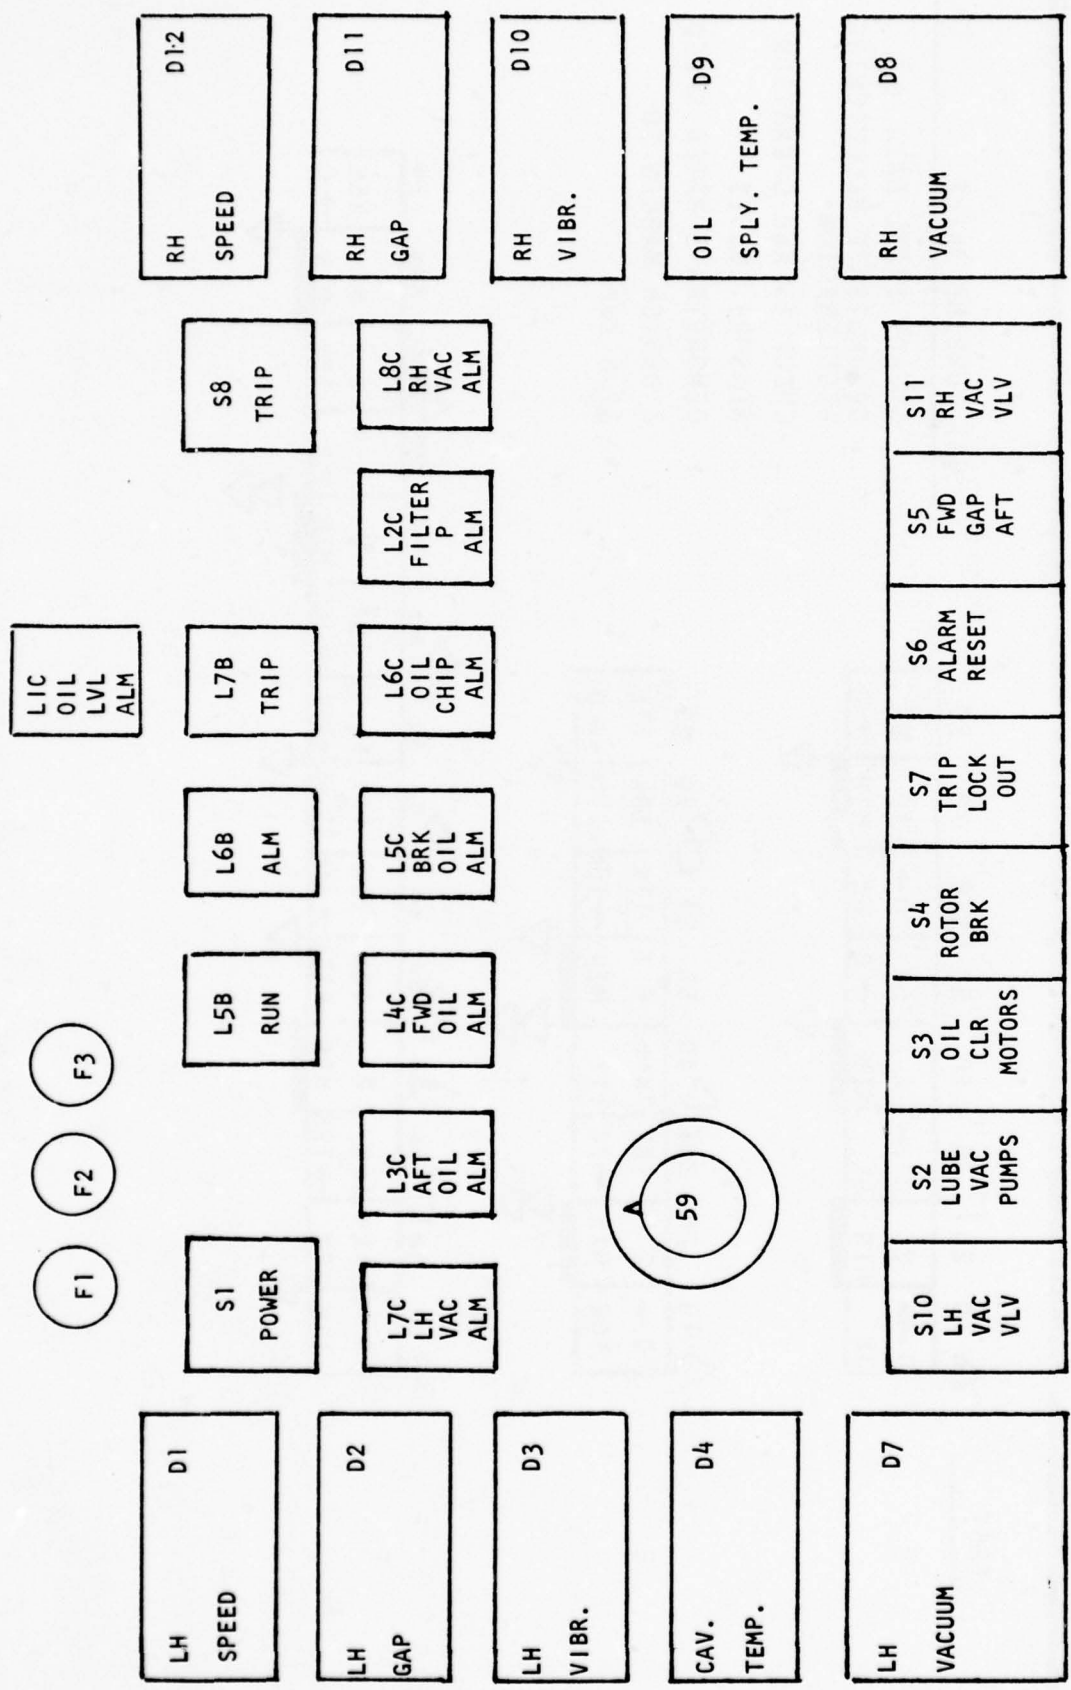 F1
F2
F3
L1C
OIL
LVL
ALM
LH D1
SPEED
S1
POWER
L5B
RUN
L6B
ALM
L7B
TRIP
S8
TRIP
RH D12
SPEED
LH D2
GAP
L7C
LH
VAC
ALM
L3C
AFT
OIL
ALM
L4C
FWD
OIL
ALM
L5C
BRK
OIL
ALM
L6C
OIL
CHIP
ALM
L2C
FILTER
P
ALM
L8C
RH
VAC
ALM
RH D11
GAP
LH D3
VIBR.
RH D10
VIBR.
CAV. D4
TEMP.
59
OIL D9
SPLY. TEMP.
LH D7
VACUUM
S10
LH
VAC
VLV
S2
LUBE
VAC
PUMPS
S3
OIL
CLR
MOTORS
S4
ROTOR
BRK
S7
TRIP
LOCK
OUT
S6
ALARM
RESET
S5
FWD
GAP
AFT
S11
RH
VAC
VLV
RH D8
VACUUM